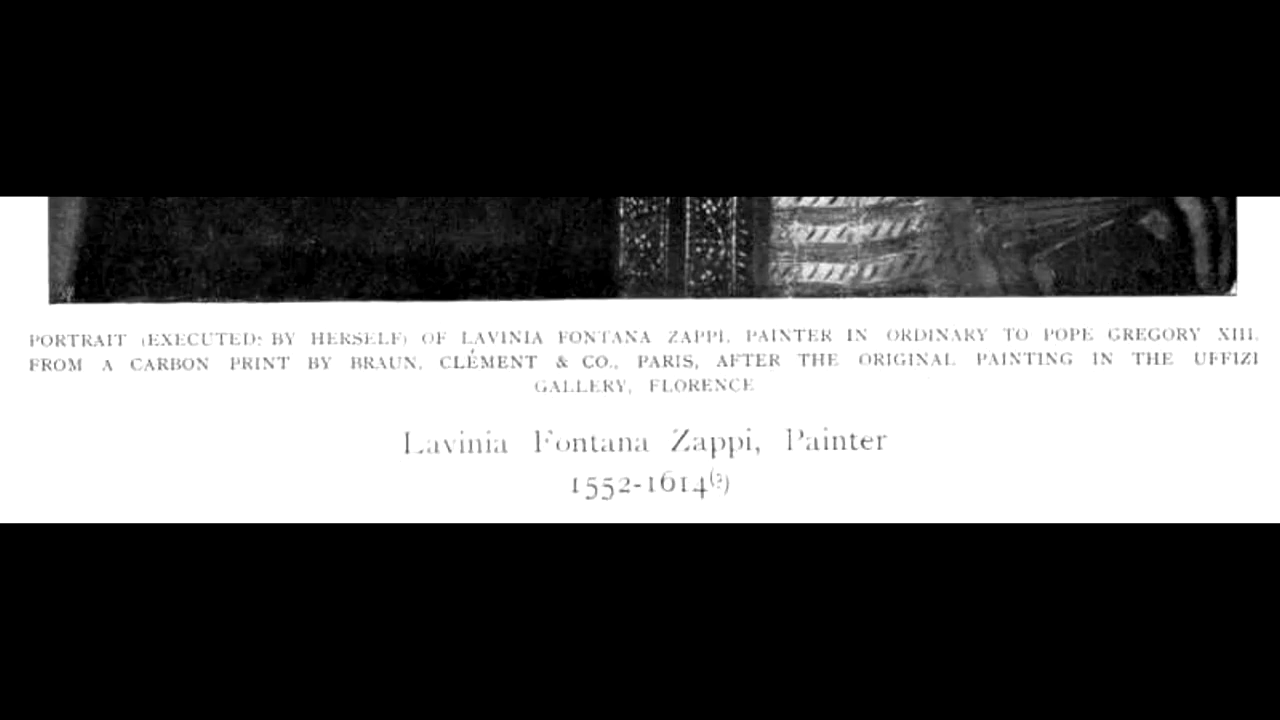 PORTRAIT (EXECUTED: BY HERSELF) OF LAVINIA FONTANA ZAPPI, PAINTER IN ORDINARY TO POPE GREGORY XIII.
FROM A CARBON PRINT BY BRAUN, CLÉMENT & CO., PARIS, AFTER THE ORIGINAL PAINTING IN THE UFFIZI
GALLERY, FLORENCE
Lavinia Fontana Zappi, Painter
1552-1614(?)